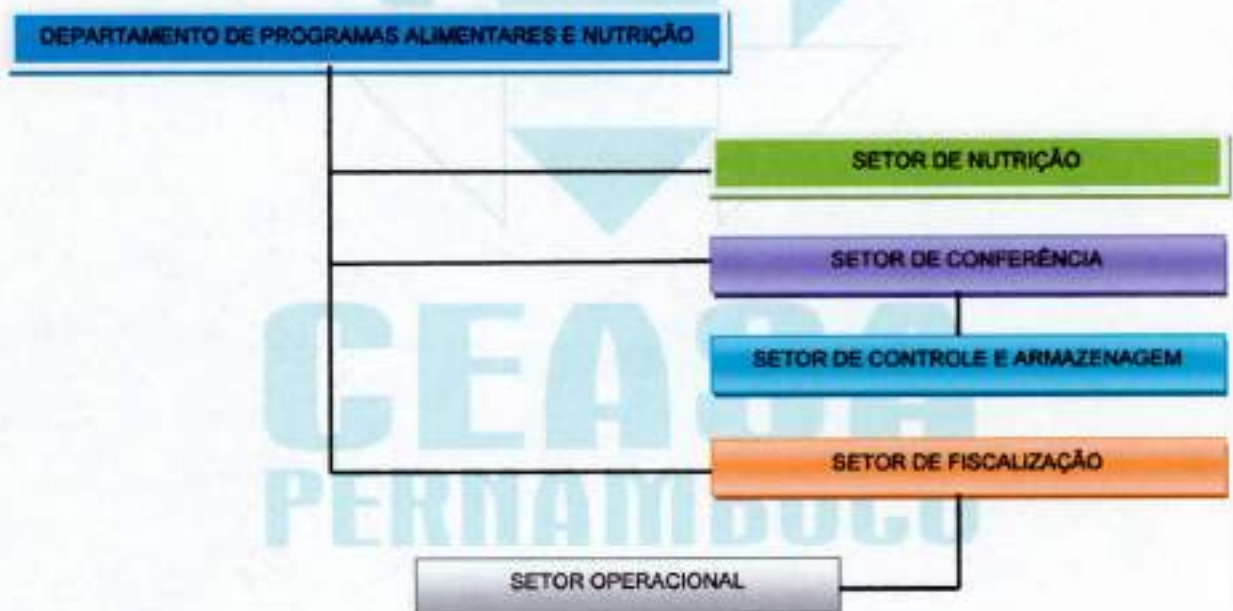 DEPARTAMENTO DE PROGRAMAS ALIMENTARES E NUTRIÇÃO
SETOR DE NUTRIÇÃO
SETOR DE CONFERÊNCIA
SETOR DE CONTROLE E ARMAZENAGEM
SETOR DE FISCALIZAÇÃO
SETOR OPERACIONAL
CEASA
PERNAMBUCO